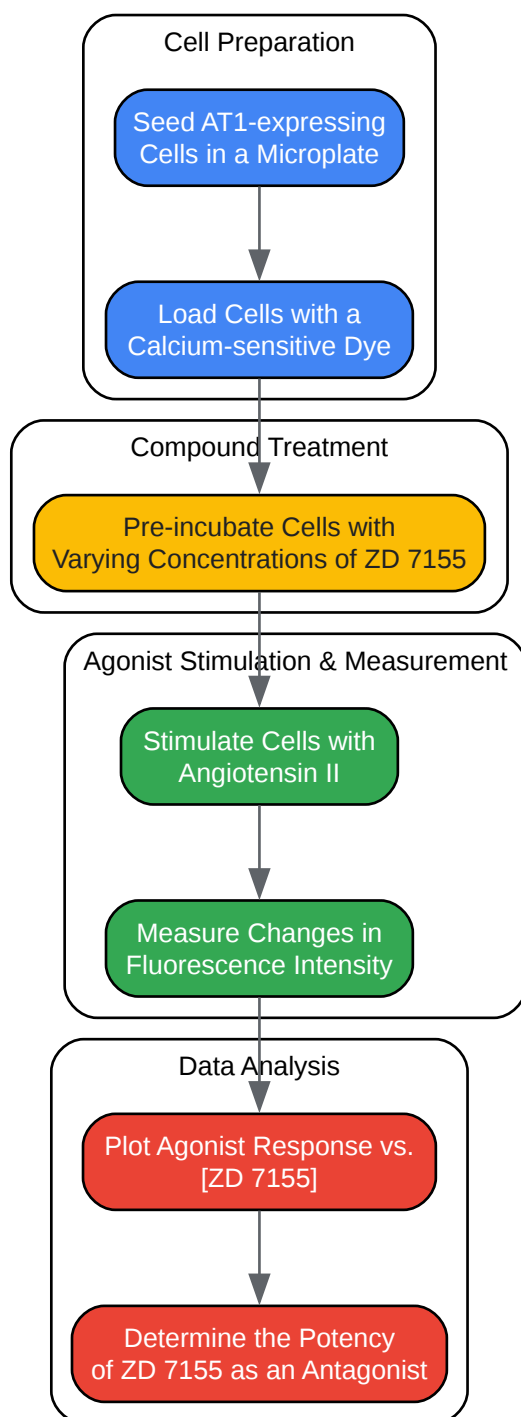 Cell Preparation
Seed AT1-expressing
Cells in a Microplate
Load Cells with a
Calcium-sensitive Dye
Compound Treatment
Pre-incubate Cells with
Varying Concentrations of ZD 7155
Agonist Stimulation & Measurement
Stimulate Cells with
Angiotensin II
Measure Changes in
Fluorescence Intensity
Data Analysis
Plot Agonist Response vs.
[ZD 7155]
Determine the Potency
of ZD 7155 as an Antagonist